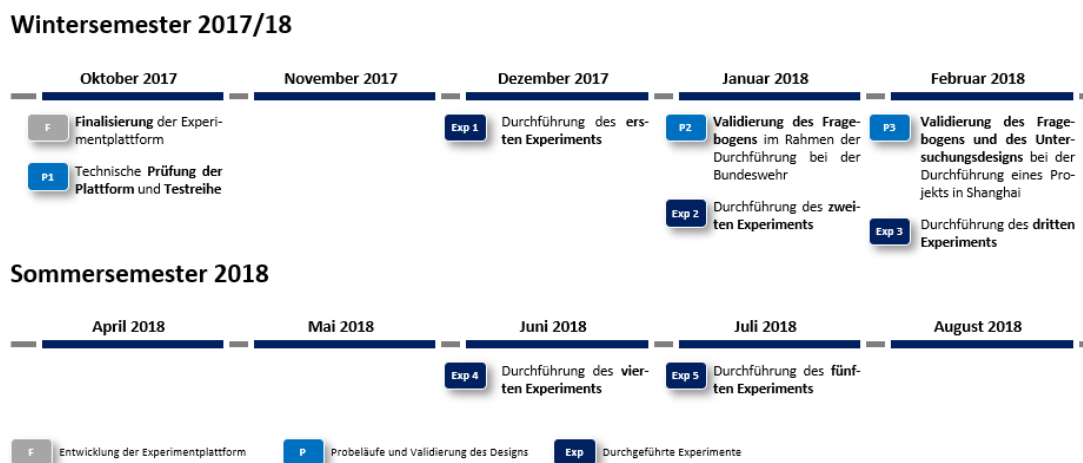 Wintersemester 2017/18
Oktober 2017
November 2017
Dezember 2017
Januar 2018
Februar 2018
F
Finalisierung der Experi-
mentplattform
P1
Technische Prüfung der
Plattform und Testreihe
Exp 1
Durchführung des ers-
ten Experiments
P2
Validierung des Frage-
bogens im Rahmen der
Durchführung bei der
Bundeswehr
Exp 2
Durchführung des zwei-
ten Experiments
P3
Validierung des Frage-
bogens und des Unter-
suchungsdesigns bei der
Durchführung eines Pro-
jekts in Shanghai
Exp 3
Durchführung des dritten
Experiments
Sommersemester 2018
April 2018
Mai 2018
Juni 2018
Juli 2018
August 2018
Exp 4
Durchführung des vier-
ten Experiments
Exp 5
Durchführung des fünf-
ten Experiments
F
Entwicklung der Experimentplattform
P
Probeläufe und Validierung des Designs
Exp
Durchgeführte Experimente